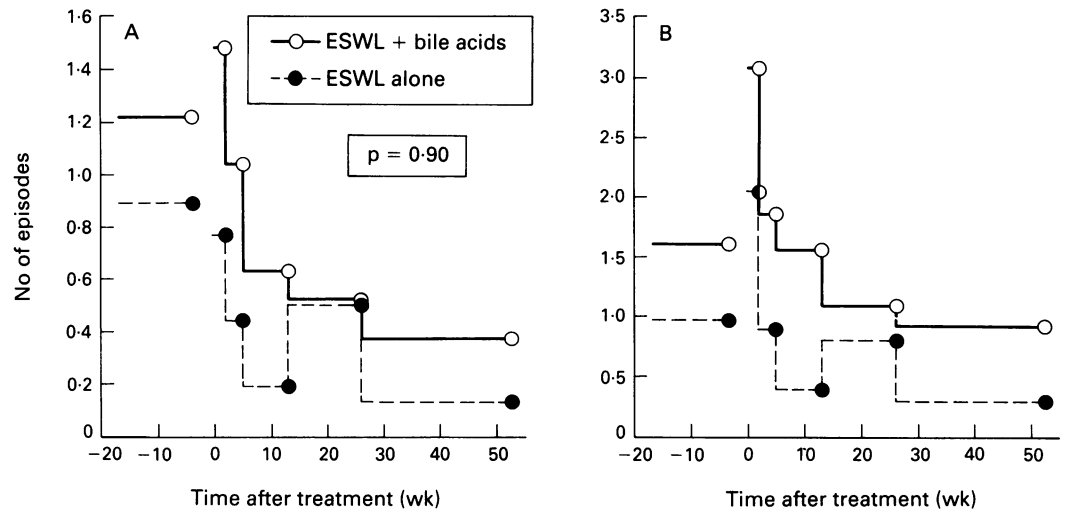 A
ESWL + bile acids
ESWL alone
p = 0·90
No of episodes
1·6
1·4
1·2
1·0
0·8
0·6
0·4
0·2
0
−20 −10 0 10 20 30 40 50
Time after treatment (wk)
B
3·5
3·0
2·5
2·0
1·5
1·0
0·5
0
−20 −10 0 10 20 30 40 50
Time after treatment (wk)